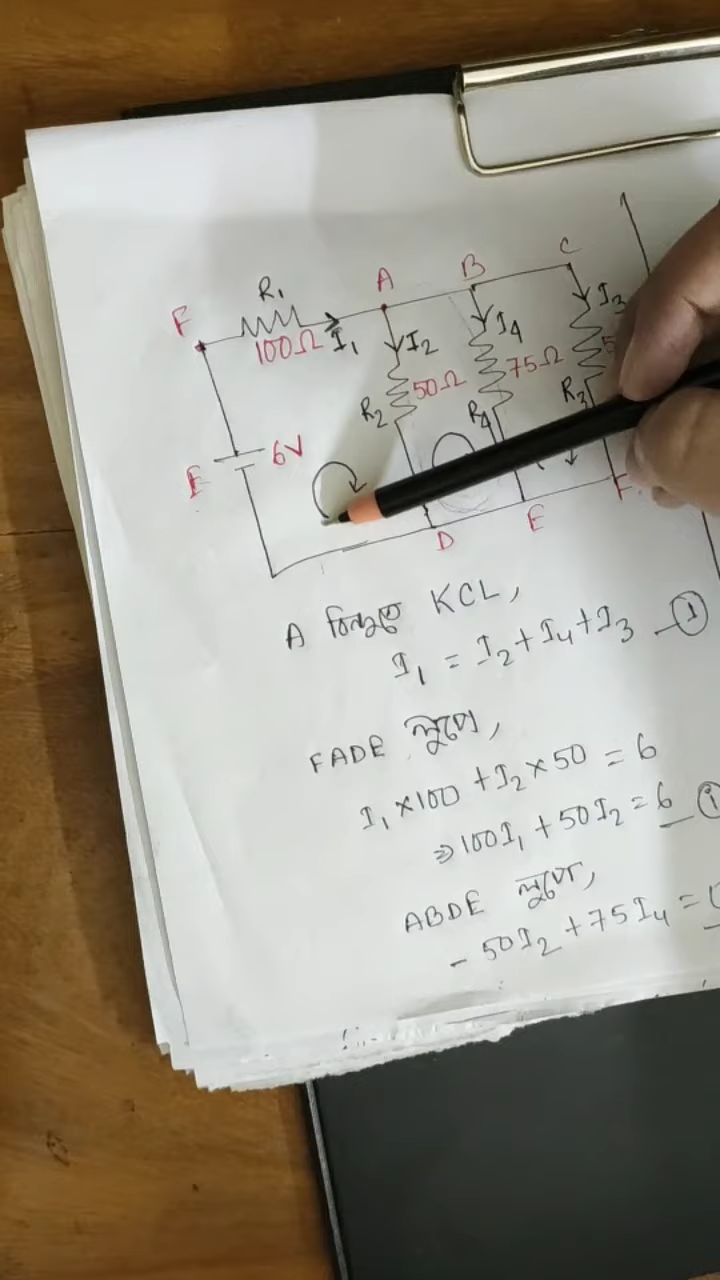 R₁
A
B
C
F
100Ω
I₁
I₂
I₄
I₃
50Ω
75Ω
5
R₂
R₄
R₃
E
6V
D
E
F
A বিন্দুতে KCL,
I₁ = I₂+I₄+I₃ —①
FADE লুপে,
I₁×100 + I₂×50 = 6
⇒100I₁ + 50I₂ = 6
ABDE লুপে,
- 50I₂ + 75I₄ =